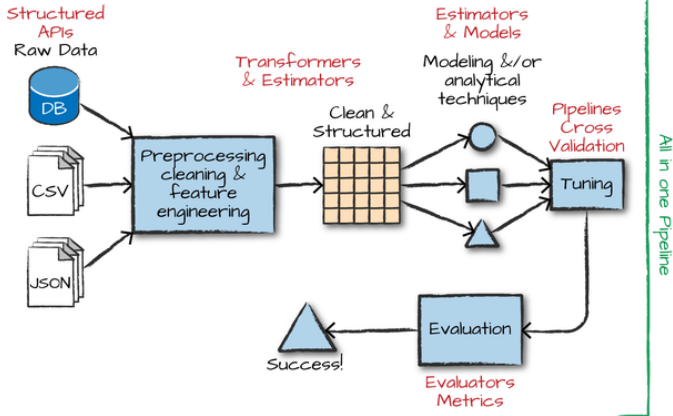 Structured
APIs
Raw Data
DB
CSV
JSON
Preprocessing
cleaning &
feature
engineering
Transformers
& Estimators
Clean &
Structured
Estimators
& Models
Modeling &/or
analytical
techniques
Pipelines
Cross
Validation
Tuning
All in one Pipeline
Evaluation
Evaluators
Metrics
Success!